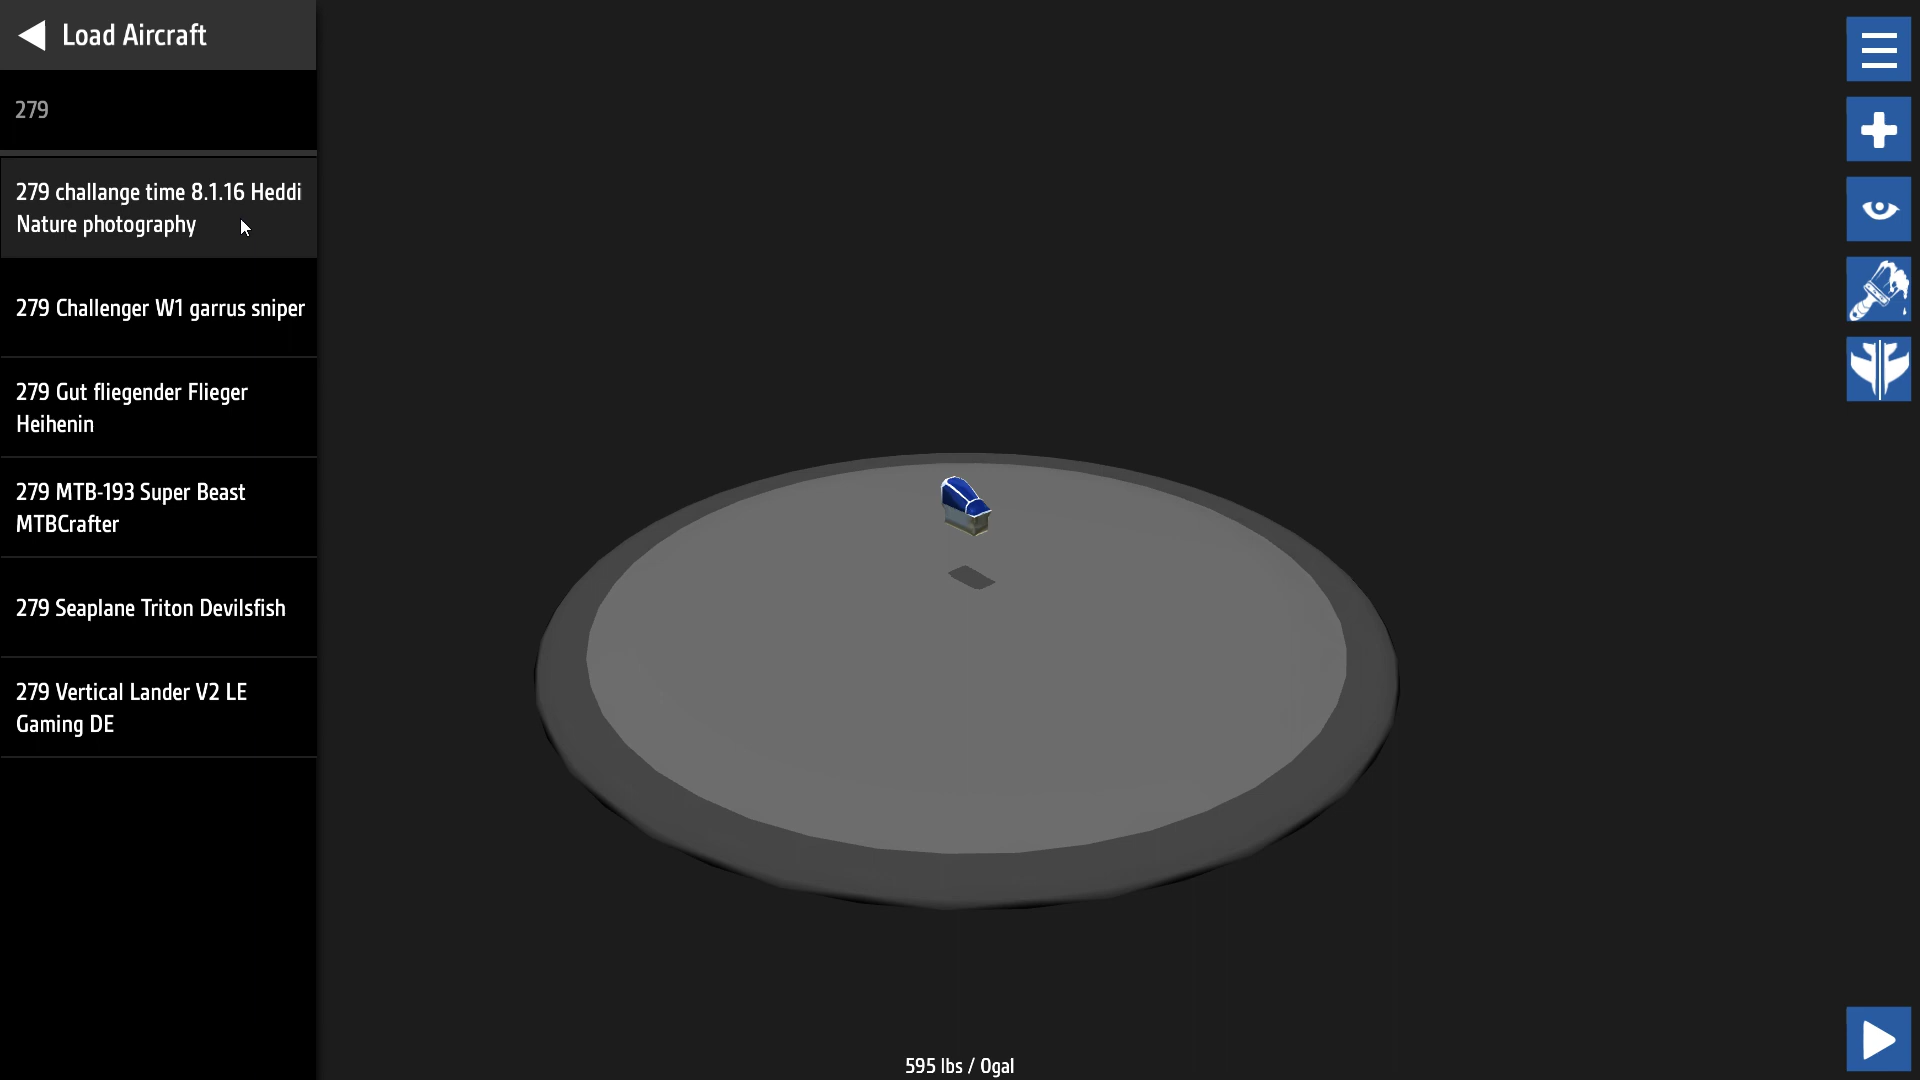 Load Aircraft
279
279 challange time 8.1.16 Heddi
Nature photography
279 Challenger W1 garrus sniper
279 Gut fliegender Flieger
Heihenin
279 MTB-193 Super Beast
MTBCrafter
279 Seaplane Triton Devilsfish
279 Vertical Lander V2 LE
Gaming DE
595 lbs / 0gal